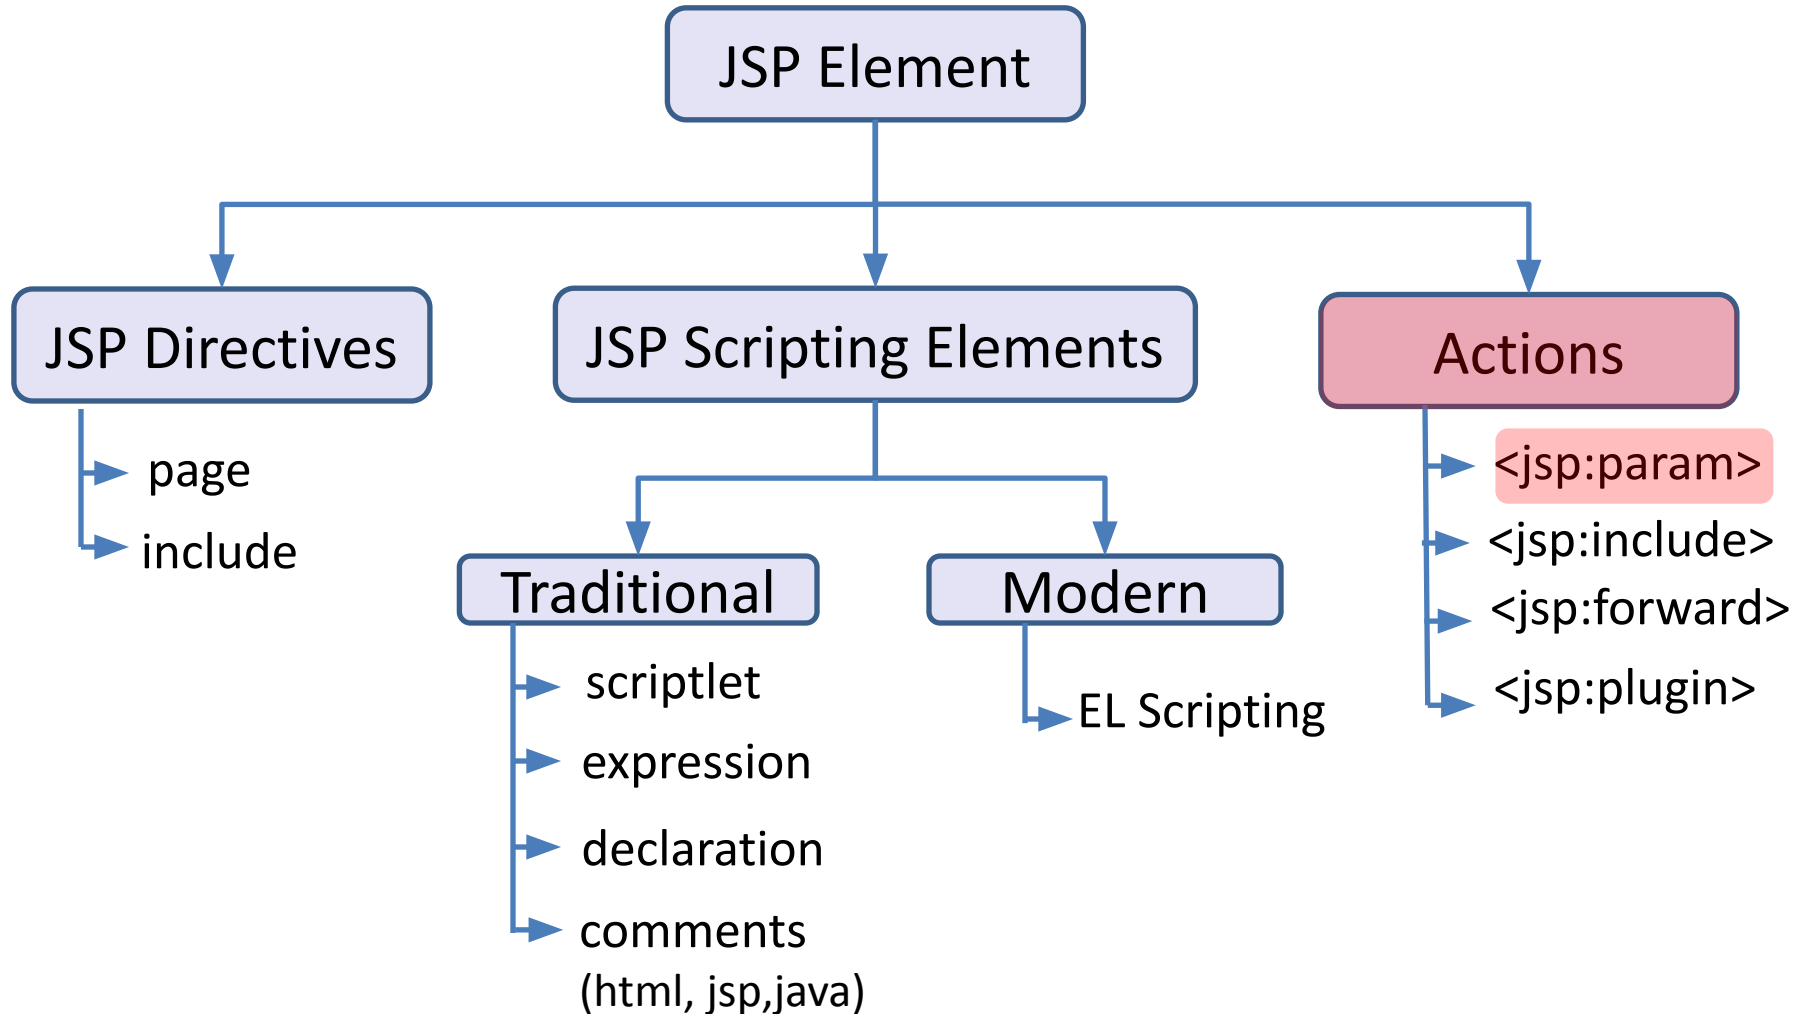 JSP Element
JSP Directives
page
include
JSP Scripting Elements
Traditional
scriptlet
expression
declaration
comments
(html, jsp,java)
Modern
EL Scripting
Actions
<jsp:param>
<jsp:include>
<jsp:forward>
<jsp:plugin>